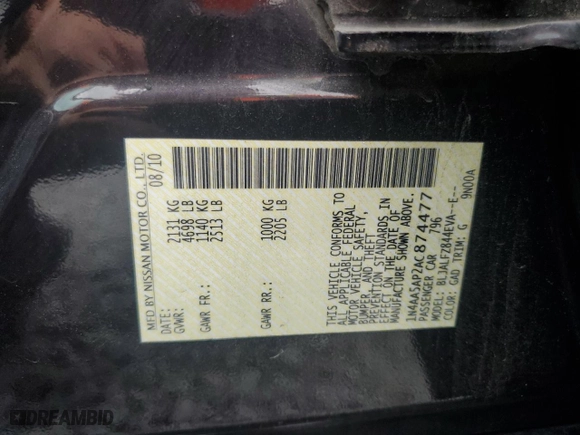 MFD BY NISSAN MOTOR CO., LTD.
DATE: 08/10
GVWR: 2131 KG
4698 LB
GAWR FR.: 1140 KG
2513 LB
GAWR RR.: 1000 KG
2205 LB
THIS VEHICLE CONFORMS TO
ALL APPLICABLE FEDERAL
MOTOR VEHICLE SAFETY,
BUMPER, AND THEFT
PREVENTION STANDARDS IN
EFFECT ON THE DATE OF
MANUFACTURE SHOWN ABOVE.
1N4AA5AP2AC874477
PASSENGER CAR 96
MODEL: BLJALFZ844EVA--E--
COLOR: GAD TRIM: G 9N00A
DREAMBID